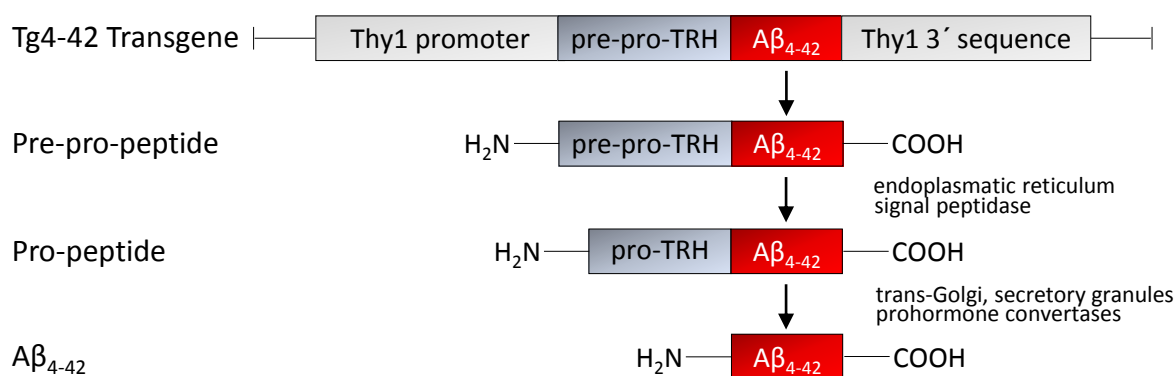 Tg4-42 Transgene Thy1 promoter pre-pro-TRH Aβ4-42 Thy1 3´ sequence
Pre-pro-peptide H2N pre-pro-TRH Aβ4-42 COOH
endoplasmatic reticulum
signal peptidase
Pro-peptide H2N pro-TRH Aβ4-42 COOH
trans-Golgi, secretory granules
prohormone convertases
Aβ4-42 H2N Aβ4-42 COOH